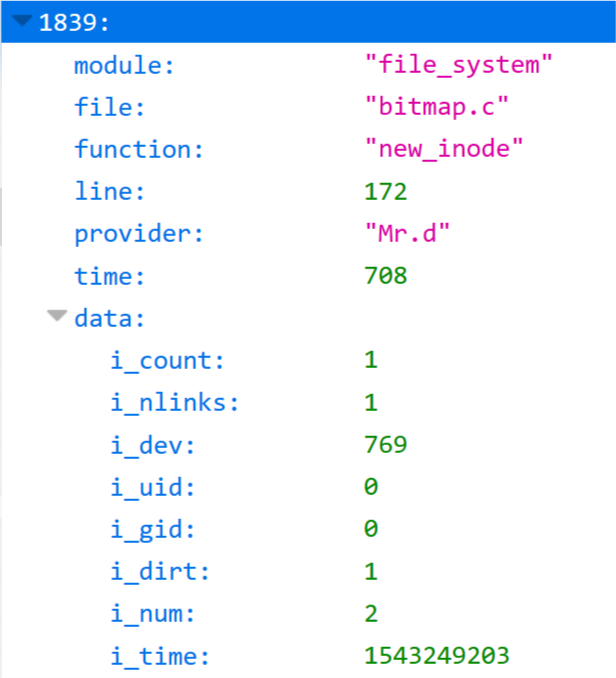 1839:
module: "file_system"
file: "bitmap.c"
function: "new_inode"
line: 172
provider: "Mr.d"
time: 708
data:
i_count: 1
i_nlinks: 1
i_dev: 769
i_uid: 0
i_gid: 0
i_dirt: 1
i_num: 2
i_time: 1543249203